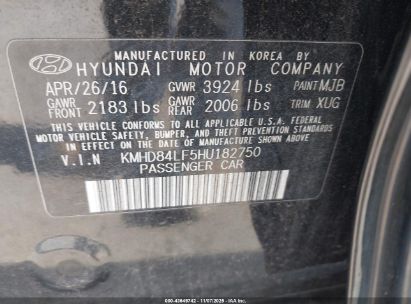 MANUFACTURED IN KOREA BY
HYUNDAI MOTOR COMPANY
APR/26/16 GVWR 3924 lbs PAINT MJB
GAWR FRONT 2183 lbs GAWR REAR 2006 lbs TRIM XUG
THIS VEHICLE CONFORMS TO ALL APPLICABLE FEDERAL
MOTOR VEHICLE SAFETY, BUMPER, AND THEFT PREVENTION
STANDARDS IN EFFECT ON THE DATE OF MANUFACTURE SHOWN ABOVE.
V.I.N KMHD84LF5HU182750
PASSENGER CAR